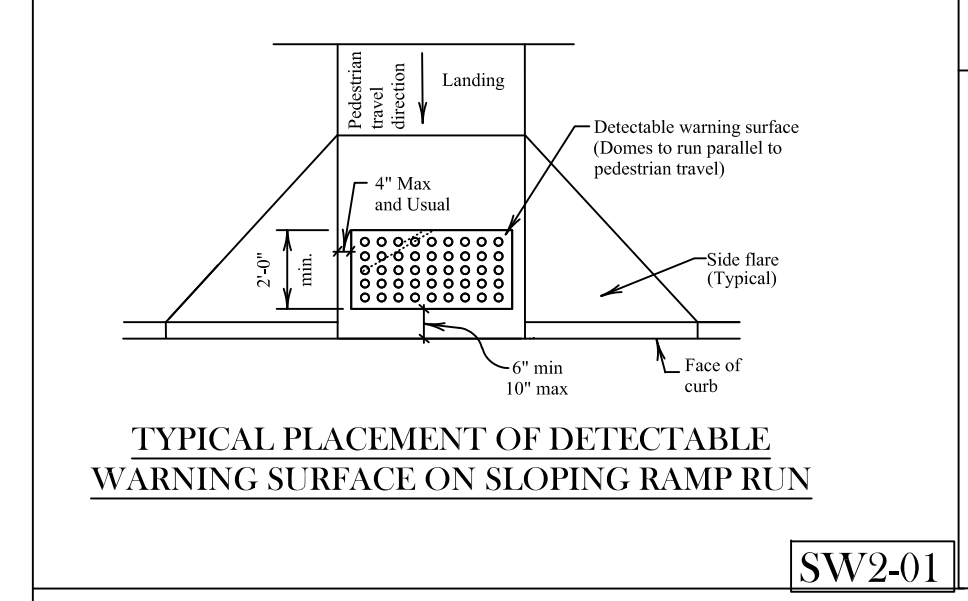 Pedestrian
travel
direction
Landing
Detectable warning surface
(Domes to run parallel to
pedestrian travel)
4" Max
and Usual
2'-0"
min.
Side flare
(Typical)
6" min
10" max
Face of
curb
TYPICAL PLACEMENT OF DETECTABLE
WARNING SURFACE ON SLOPING RAMP RUN
SW2-01